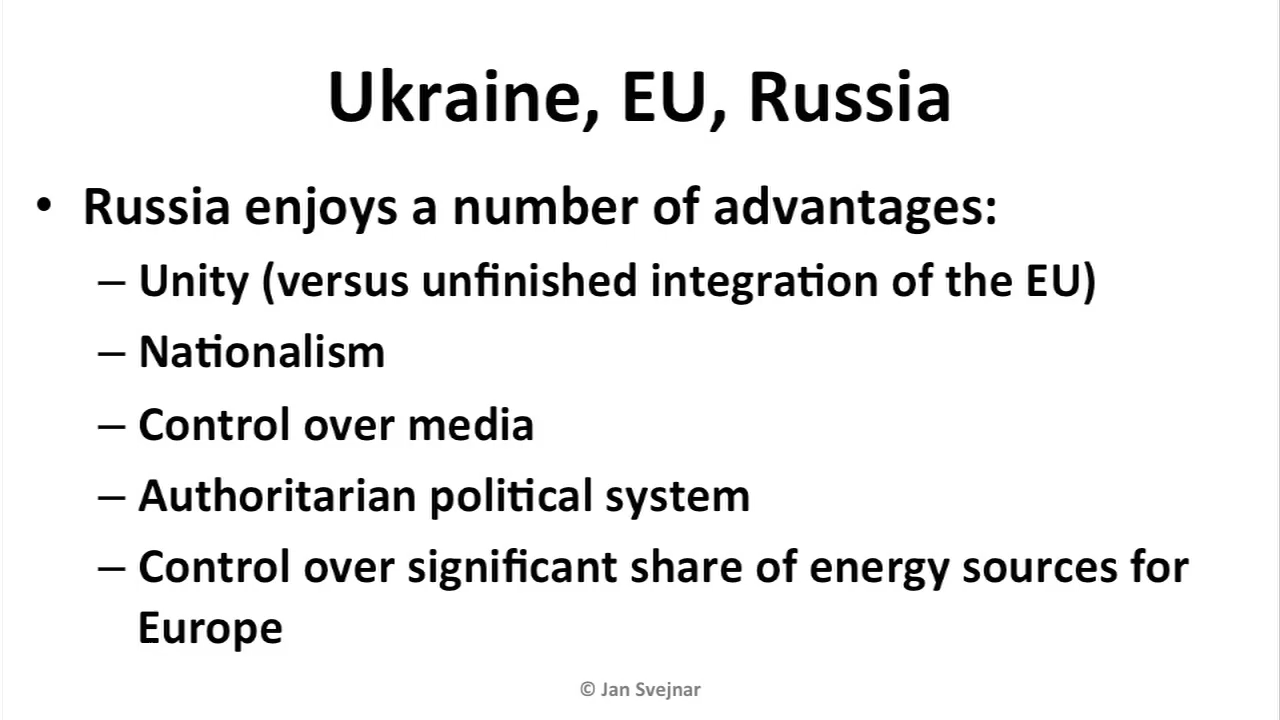 Ukraine, EU, Russia
• Russia enjoys a number of advantages:
– Unity (versus unfinished integration of the EU)
– Nationalism
– Control over media
– Authoritarian political system
– Control over significant share of energy sources for
Europe
© Jan Svejnar